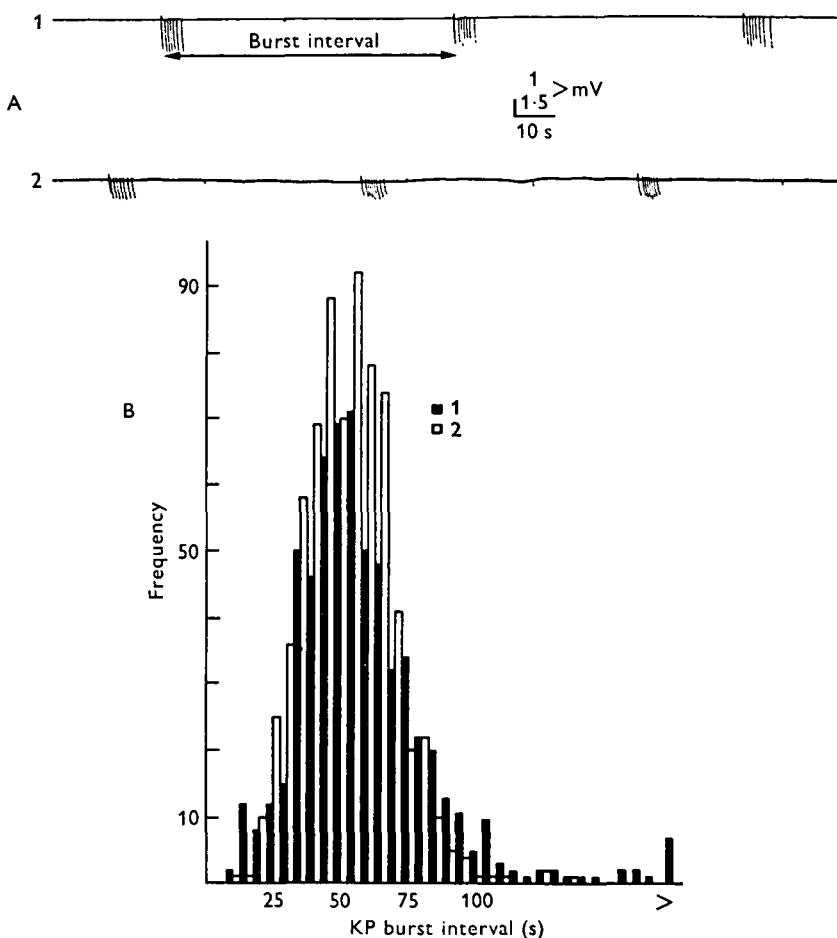 1
Burst interval
A
1
1·5 > mV
10 s
2
90
B
1
2
50
Frequency
10
25 50 75 100 >
KP burst interval (s)